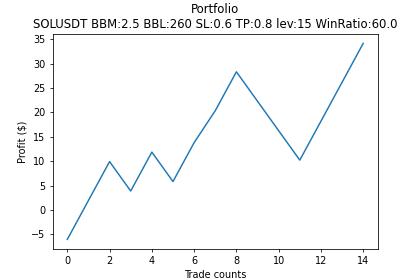 Portfolio
SOLUSDT BBM:2.5 BBL:260 SL:0.6 TP:0.8 lev:15 WinRatio:60.0
35
30
25
20
15
10
5
0
−5
Profit ($)
0 2 4 6 8 10 12 14
Trade counts